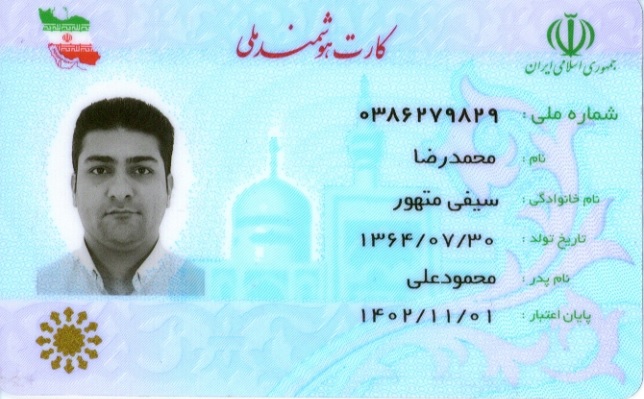 کارت هوشمند ملی
جمهوری اسلامی ایران
شماره ملی : ۰۳۸۶۲۷۹۸۲۹
نام : محمدرضا
نام خانوادگی : سیفی متهور
تاریخ تولد : ۱۳۶۴/۰۷/۳۰
نام پدر : محمودعلی
پایان اعتبار : ۱۴۰۲/۱۱/۰۱